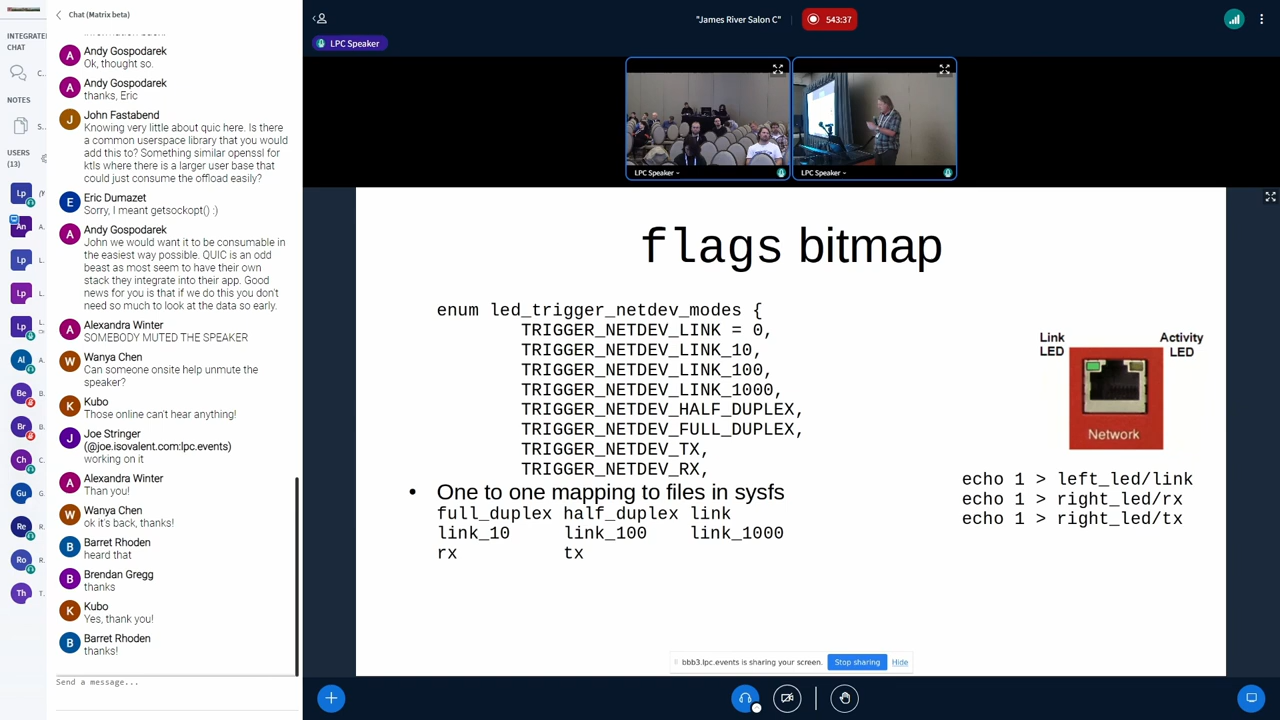 Chat (Matrix beta)
INTEGRATE
CHAT
C..
NOTES
S..
USERS
(13)
Andy Gospodarek
Ok, thought so.
Andy Gospodarek
thanks, Eric
John Fastabend
Knowing very little about quic here. Is there
a common userspace library that you would
add this to? Something similar openssl for
ktls where there is a larger user base that
could just consume the offload easily?
Eric Dumazet
Sorry, I meant getsockopt() :)
Andy Gospodarek
John we would want it to be consumable in
the easiest way possible. QUIC is an odd
beast as most seem to have their own
stack they integrate into their app. Good
news for you is that if we do this you don't
need so much to look at the data so early.
Alexandra Winter
SOMEBODY MUTED THE SPEAKER
Wanya Chen
Can someone onsite help unmute the
speaker?
Kubo
Those online can't hear anything!
Joe Stringer
(@joe.isovalent.com:lpc.events)
working on it
Alexandra Winter
Than you!
Wanya Chen
ok it's back, thanks!
Barret Rhoden
heard that
Brendan Gregg
thanks
Kubo
Yes, thank you!
Barret Rhoden
thanks!
Send a message...
"James River Salon C"
543:37
LPC Speaker
LPC Speaker
LPC Speaker
flags bitmap
enum led_trigger_netdev_modes {
TRIGGER_NETDEV_LINK = 0,
TRIGGER_NETDEV_LINK_10,
TRIGGER_NETDEV_LINK_100,
TRIGGER_NETDEV_LINK_1000,
TRIGGER_NETDEV_HALF_DUPLEX,
TRIGGER_NETDEV_FULL_DUPLEX,
TRIGGER_NETDEV_TX,
TRIGGER_NETDEV_RX,
• One to one mapping to files in sysfs
full_duplex half_duplex link
link_10 link_100 link_1000
rx tx
Link
LED
Activity
LED
Network
echo 1 > left_led/link
echo 1 > right_led/rx
echo 1 > right_led/tx
bbb3.lpc.events is sharing your screen.
Stop sharing
Hide